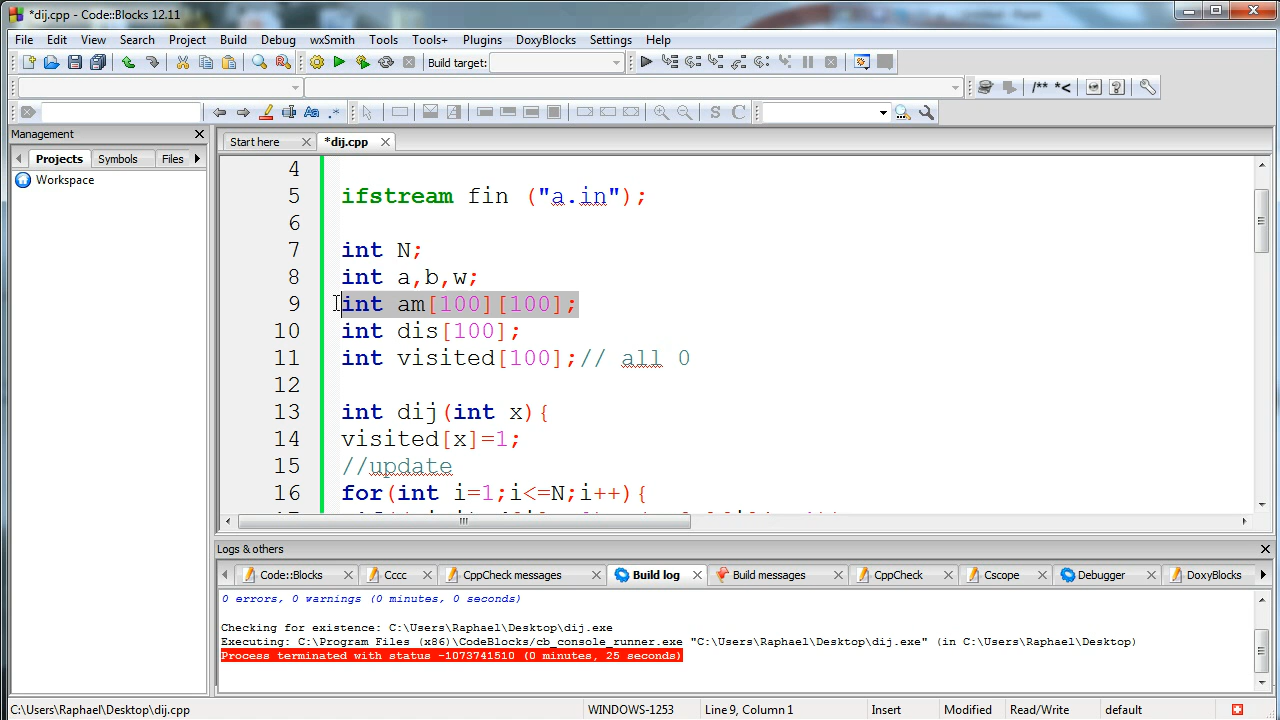 *dij.cpp - Code::Blocks 12.11
File Edit View Search Project Build Debug wxSmith Tools Tools+ Plugins DoxyBlocks Settings Help
Build target:
/** *<
Aa .*
S C
Management
Projects Symbols Files
Workspace
Start here *dij.cpp
4
5 ifstream fin ("a.in");
6
7 int N;
8 int a,b,w;
9 int am[100][100];
10 int dis[100];
11 int visited[100];// all 0
12
13 int dij(int x){
14 visited[x]=1;
15 //update
16 for(int i=1;i<=N;i++){
Logs & others
Code::Blocks Cccc CppCheck messages Build log Build messages CppCheck Cscope Debugger DoxyBlocks
0 errors, 0 warnings (0 minutes, 0 seconds)
Checking for existence: C:\Users\Raphael\Desktop\dij.exe
Executing: C:\Program Files (x86)\CodeBlocks/cb_console_runner.exe "C:\Users\Raphael\Desktop\dij.exe" (in C:\Users\Raphael\Desktop)
Process terminated with status -1073741510 (0 minutes, 25 seconds)
C:\Users\Raphael\Desktop\dij.cpp WINDOWS-1253 Line 9, Column 1 Insert Modified Read/Write default